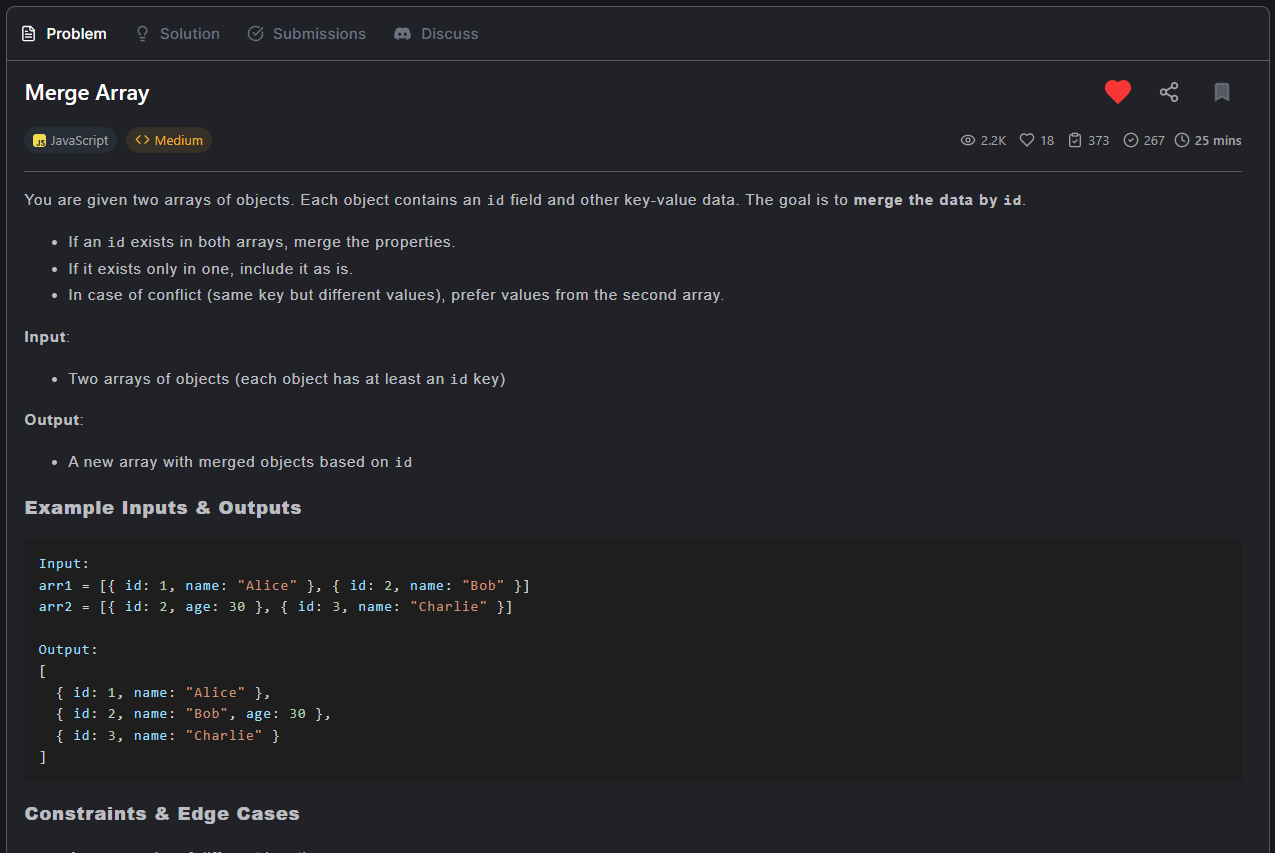 Problem Solution Submissions Discuss
Merge Array
JS JavaScript <> Medium 2.2K 18 373 267 25 mins
You are given two arrays of objects. Each object contains an id field and other key-value data. The goal is to merge the data by id.
• If an id exists in both arrays, merge the properties.
• If it exists only in one, include it as is.
• In case of conflict (same key but different values), prefer values from the second array.
Input:
• Two arrays of objects (each object has at least an id key)
Output:
• A new array with merged objects based on id
Example Inputs & Outputs
Input:
arr1 = [{ id: 1, name: "Alice" }, { id: 2, name: "Bob" }]
arr2 = [{ id: 2, age: 30 }, { id: 3, name: "Charlie" }]
Output:
[
  { id: 1, name: "Alice" },
  { id: 2, name: "Bob", age: 30 },
  { id: 3, name: "Charlie" }
]
Constraints & Edge Cases